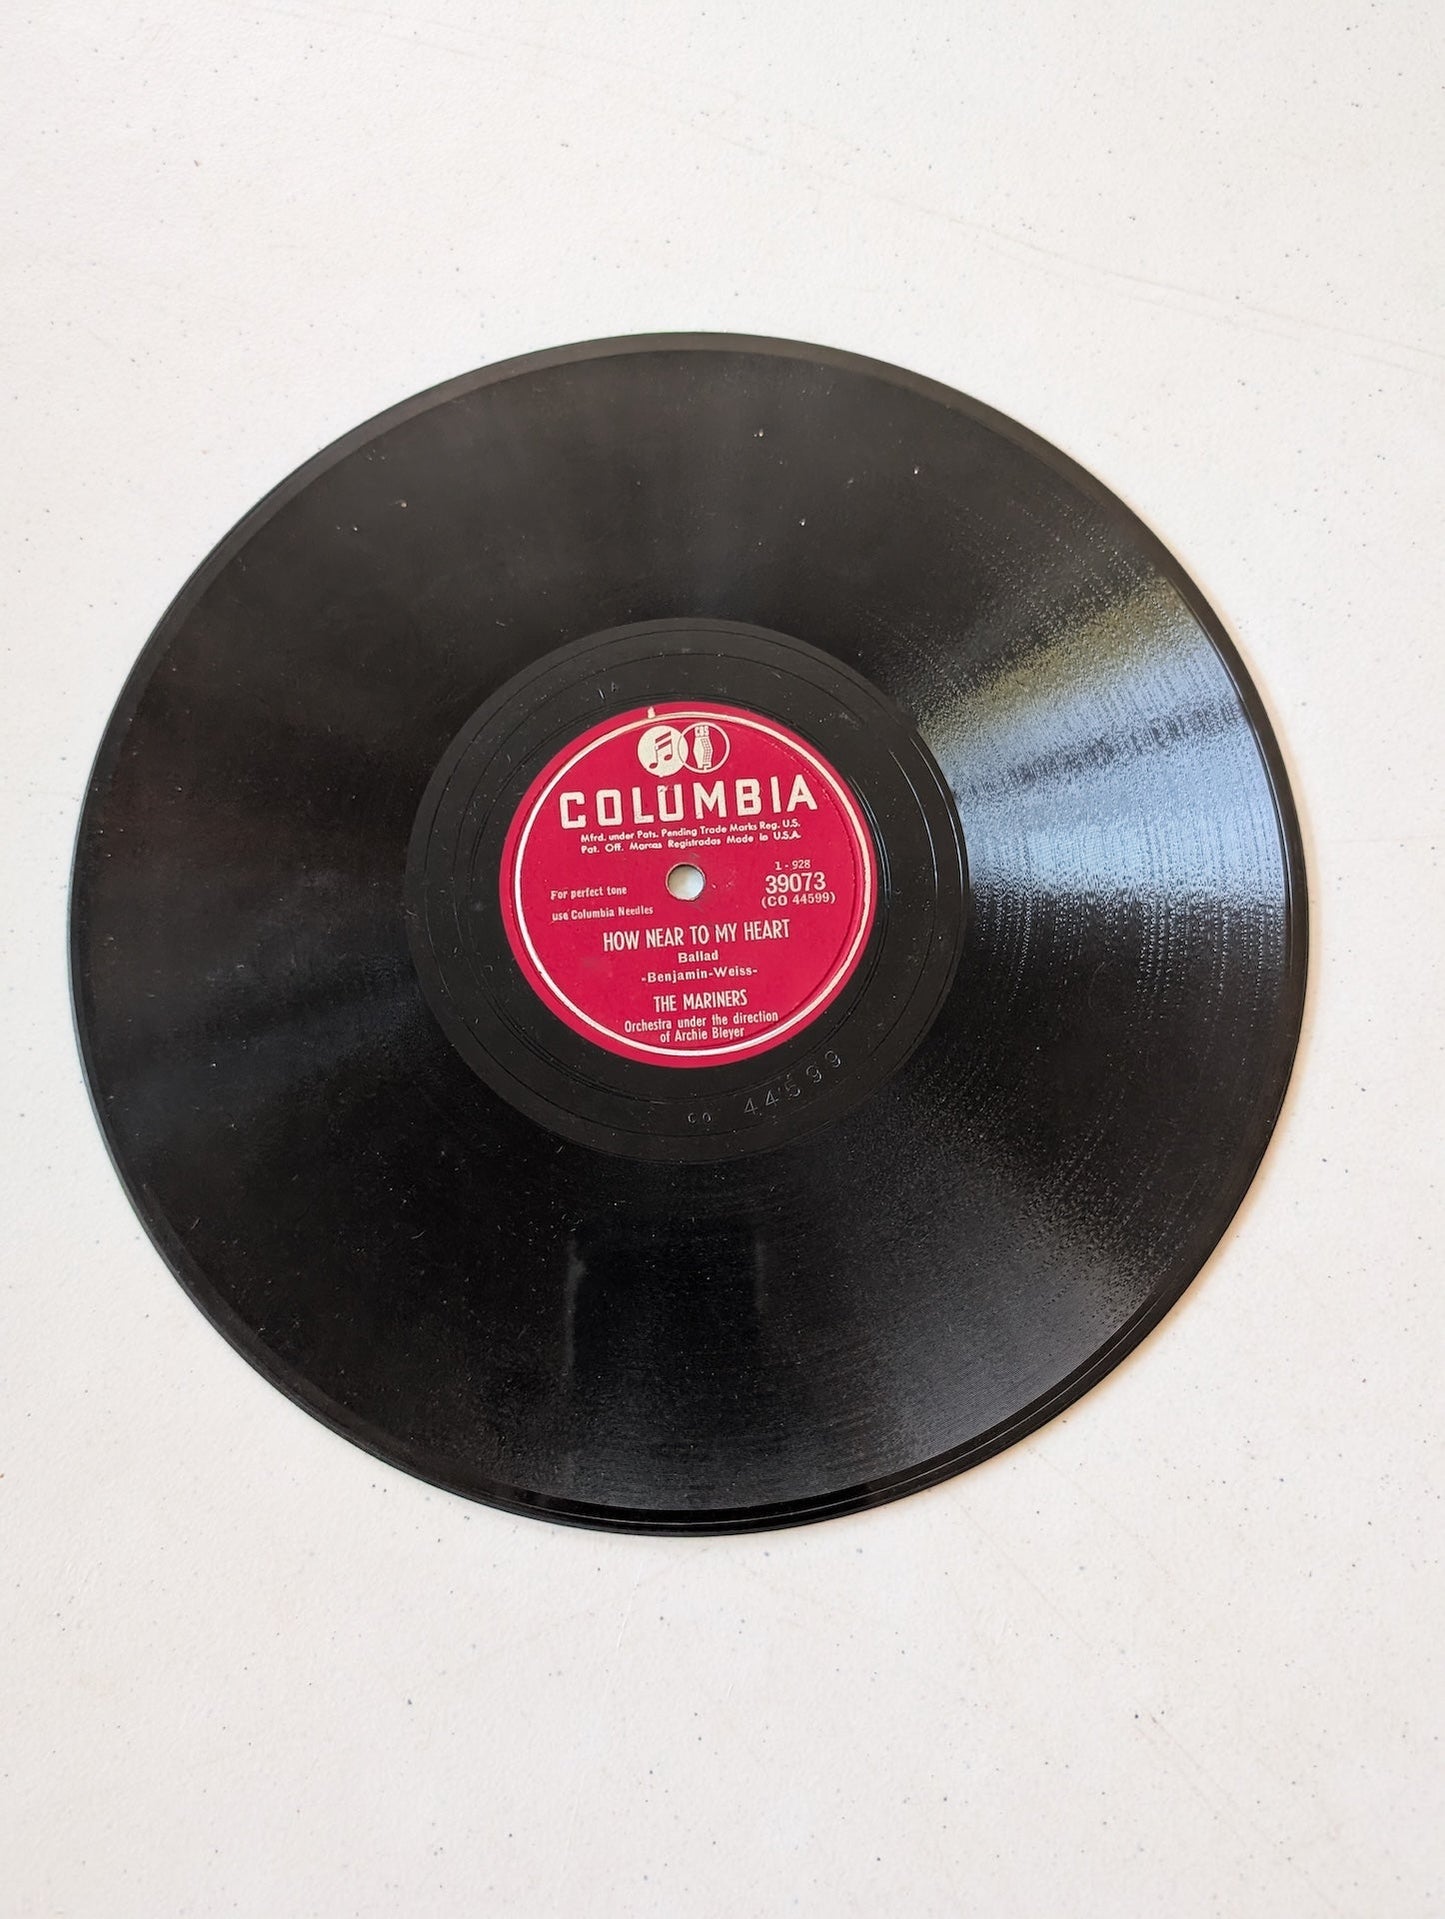 1A
CBS
COLUMBIA
Mfrd. under Pats. Pending Trade Marks Reg. U.S.
Pat. Off. Marcas Registradas Made in U.S.A.
1 - 928
39073
(CO 44599)
For perfect tone
use Columbia Needles
HOW NEAR TO MY HEART
Ballad
-Benjamin-Weiss-
THE MARINERS
Orchestra under the direction
of Archie Bleyer
CO 44599